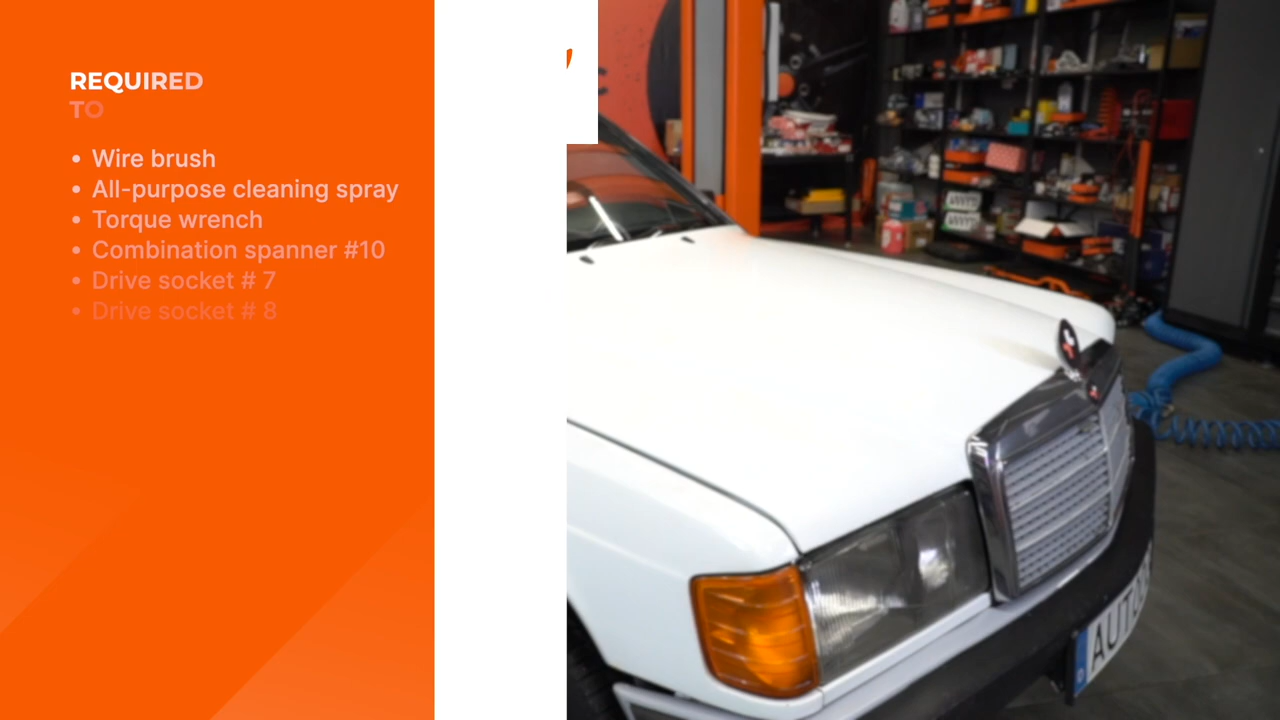 REQUIRED
TO
• Wire brush
• All-purpose cleaning spray
• Torque wrench
• Combination spanner #10
• Drive socket # 7
• Drive socket # 8
AUTO